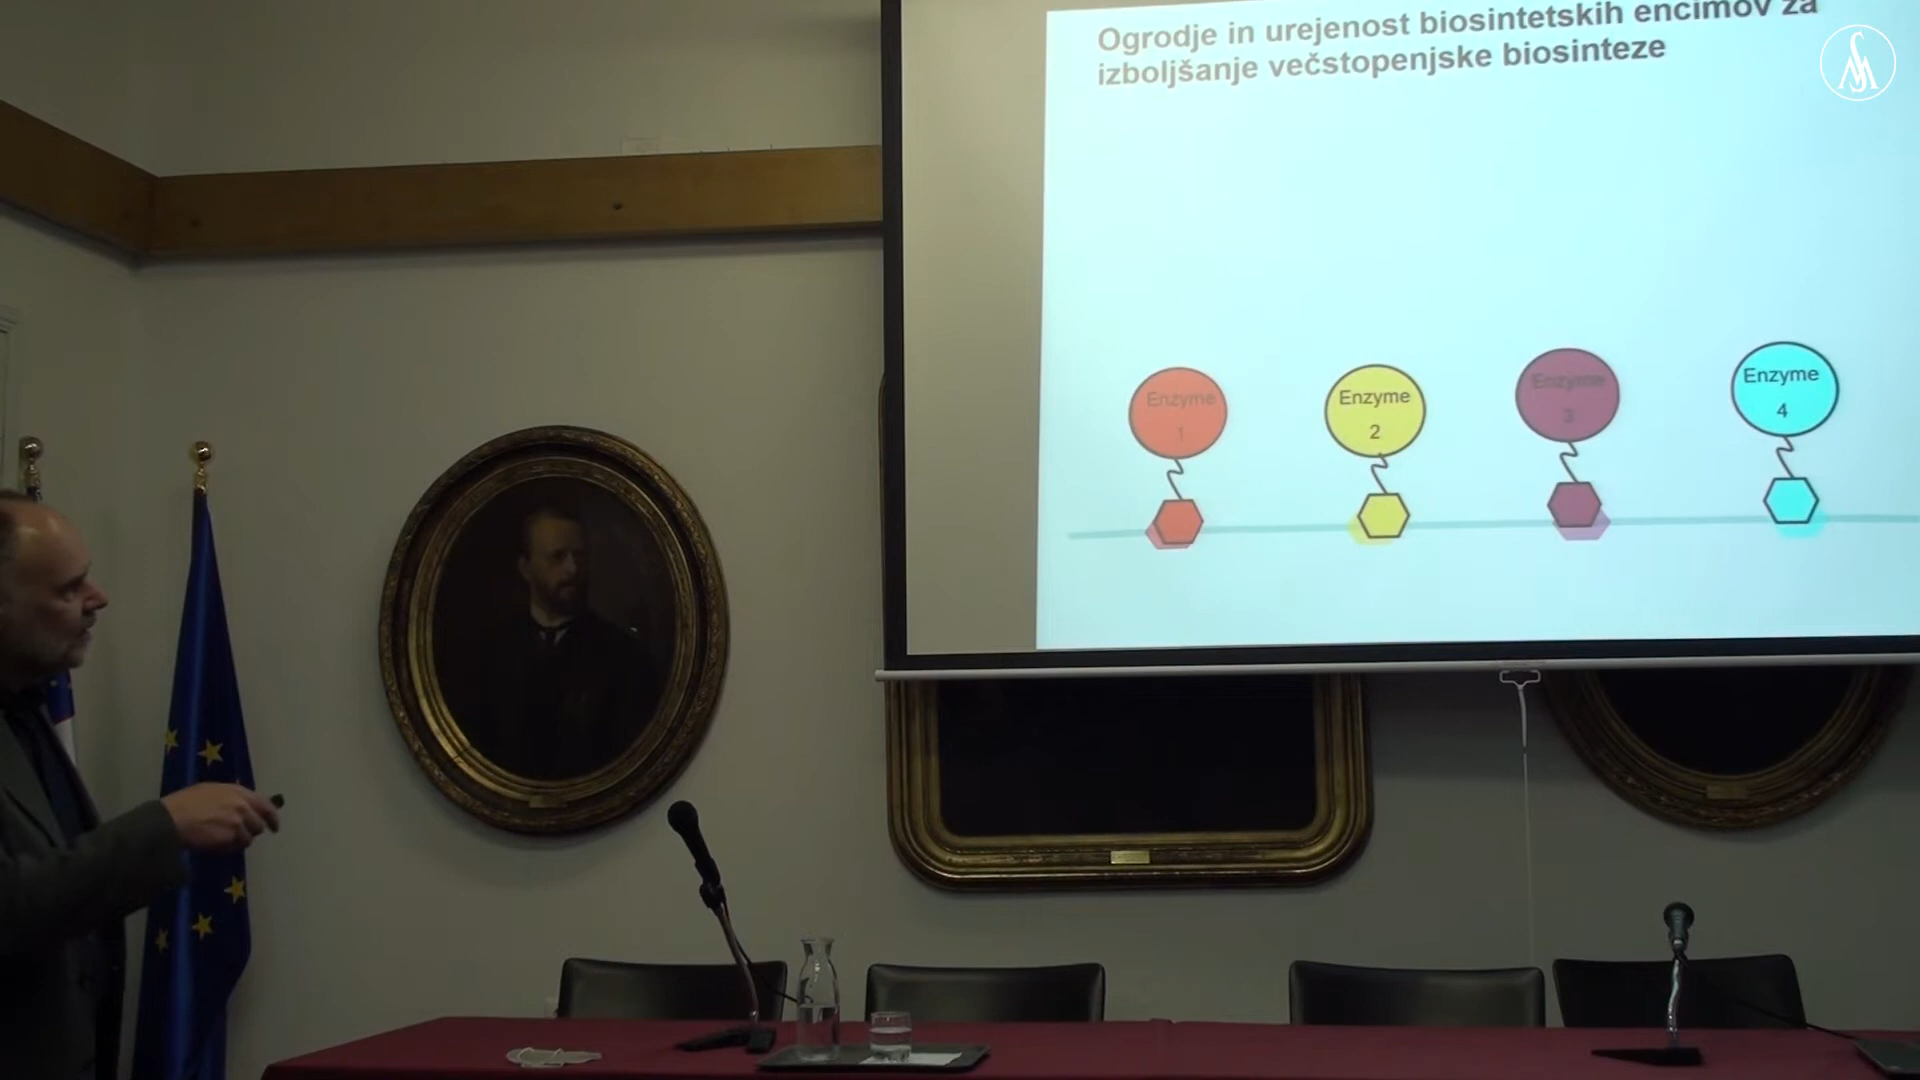 Ogrodje in urejenost biosintetskih encimov za
izboljšanje večstopenjske biosinteze
Enzyme
1
Enzyme
2
Enzyme
3
Enzyme
4